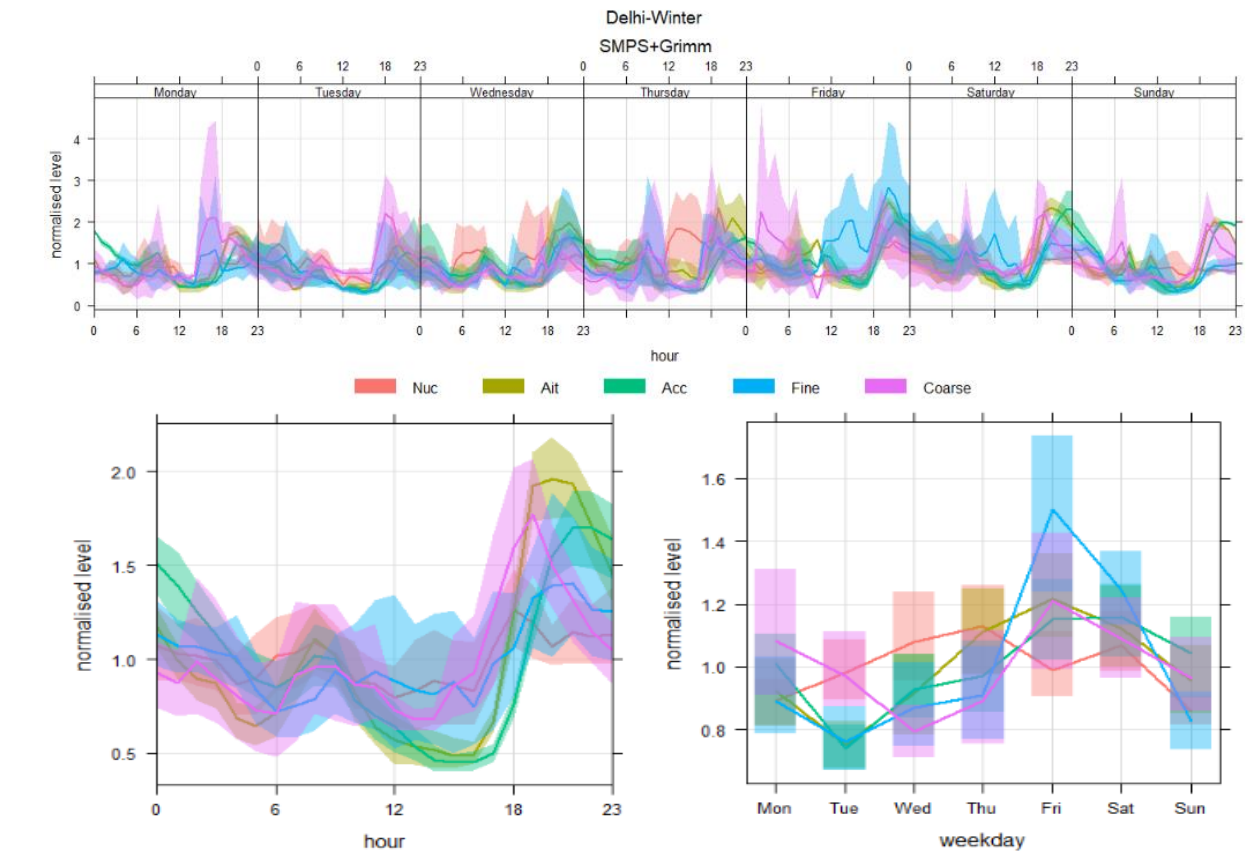 Delhi-Winter
SMPS+Grimm
0 6 12 18 23 0 6 12 18 23 0 6 12 18 23
Monday Tuesday Wednesday Thursday Friday Saturday Sunday
normalised level
4
3
2
1
0
0 6 12 18 23 0 6 12 18 23 0 6 12 18 23 0 6 12 18 23
hour
Nuc Ait Acc Fine Coarse
normalised level
2.0
1.5
1.0
0.5
0 6 12 18 23
hour
normalised level
1.6
1.4
1.2
1.0
0.8
Mon Tue Wed Thu Fri Sat Sun
weekday